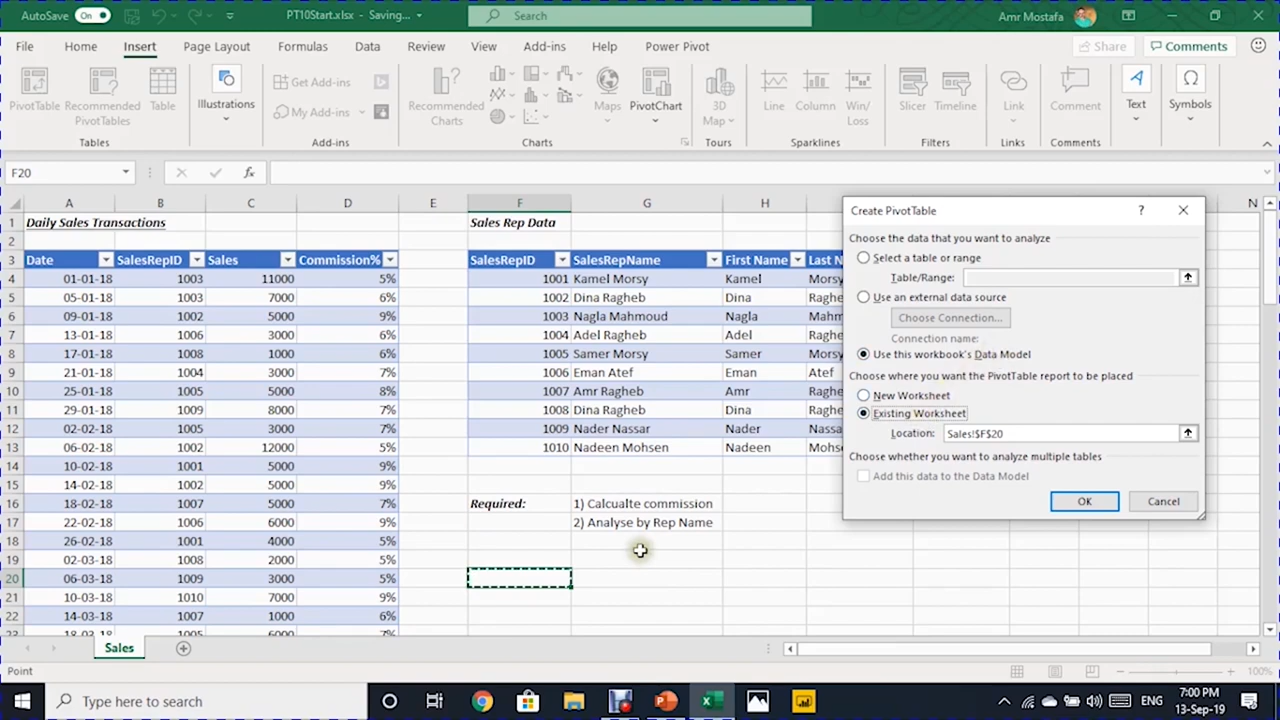 AutoSave On PT10Start.xlsx - Saving... Search Amr Mostafa
File Home Insert Page Layout Formulas Data Review View Add-ins Help Power Pivot Share Comments
PivotTable Recommended PivotTables Table Illustrations Get Add-ins My Add-ins Recommended Charts Maps PivotChart 3D Map Line Column Win/Loss Slicer Timeline Link Comment Text Symbols
Tables Add-ins Charts Tours Sparklines Filters Links Comments
F20 fx
A B C D E F G H N
1 Daily Sales Transactions Sales Rep Data
2
3 Date SalesRepID Sales Commission% SalesRepID SalesRepName First Name Last N
4 01-01-18 1003 11000 5% 1001 Kamel Morsy Kamel Morsy
5 05-01-18 1003 7000 6% 1002 Dina Ragheb Dina Raghe
6 09-01-18 1002 5000 9% 1003 Nagla Mahmoud Nagla Mahm
7 13-01-18 1006 3000 6% 1004 Adel Ragheb Adel Raghe
8 17-01-18 1008 1000 6% 1005 Samer Morsy Samer Morsy
9 21-01-18 1004 3000 7% 1006 Eman Atef Eman Atef
10 25-01-18 1005 5000 8% 1007 Amr Ragheb Amr Raghe
11 29-01-18 1009 8000 7% 1008 Dina Ragheb Dina Raghe
12 02-02-18 1005 3000 7% 1009 Nader Nassar Nader Nassa
13 06-02-18 1002 12000 5% 1010 Nadeen Mohsen Nadeen Mohs
14 10-02-18 1001 5000 9%
15 14-02-18 1002 5000 9%
16 18-02-18 1007 5000 7% Required: 1) Calcualte commission
17 22-02-18 1006 6000 9% 2) Analyse by Rep Name
18 26-02-18 1001 4000 5%
19 02-03-18 1008 2000 5%
20 06-03-18 1009 3000 5%
21 10-03-18 1010 7000 9%
22 14-03-18 1007 1000 6%
23 18-03-18 1005 6000 7%
Create PivotTable ?
Choose the data that you want to analyze
Select a table or range
Table/Range:
Use an external data source
Choose Connection...
Connection name:
Use this workbook's Data Model
Choose where you want the PivotTable report to be placed
New Worksheet
Existing Worksheet
Location: Sales!$F$20
Choose whether you want to analyze multiple tables
Add this data to the Data Model
OK Cancel
Sales
Point 100%
Type here to search ENG 7:00 PM
13-Sep-19